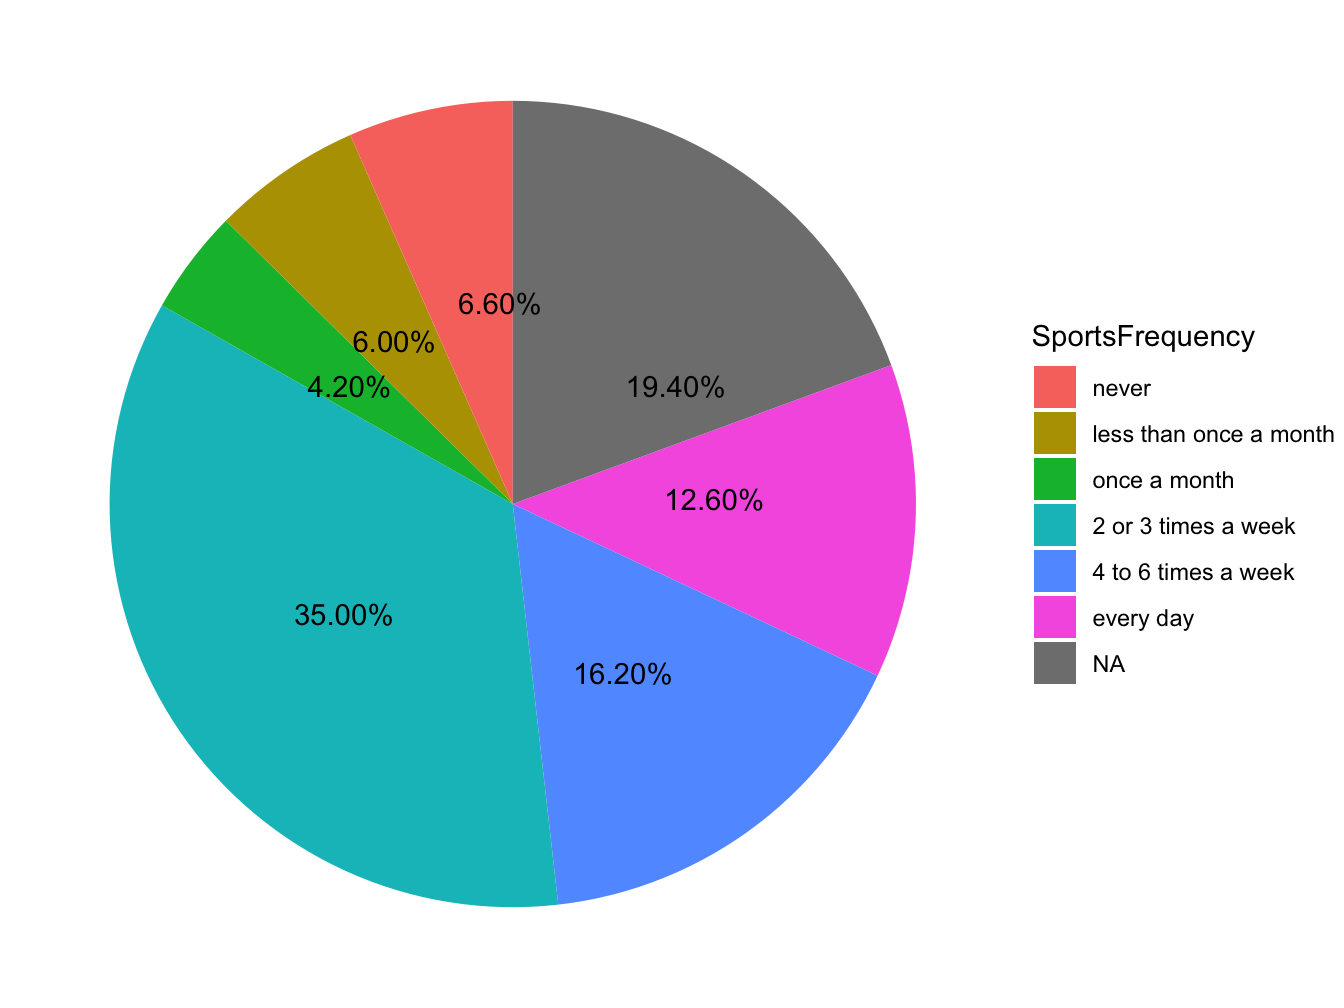 6.60%
6.00%
4.20%
19.40%
12.60%
35.00%
16.20%
SportsFrequency
never
less than once a month
once a month
2 or 3 times a week
4 to 6 times a week
every day
NA